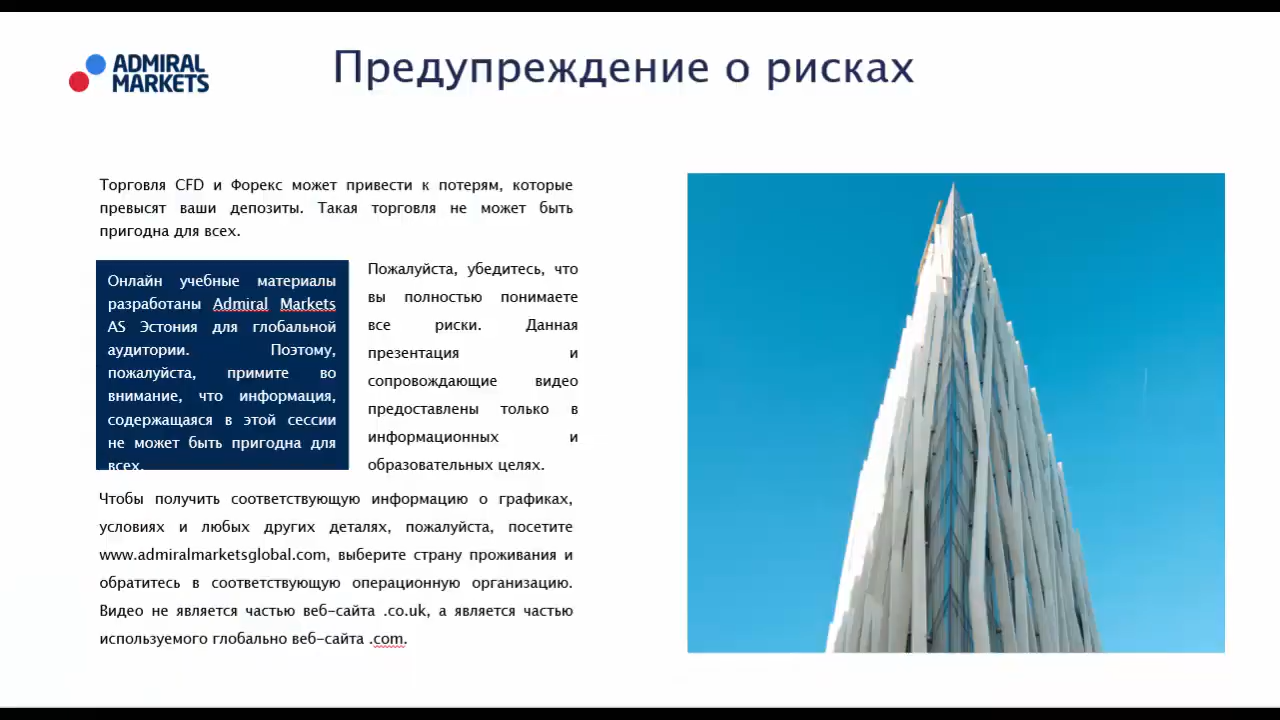 ADMIRAL
MARKETS
Предупреждение о рисках
Торговля CFD и Форекс может привести к потерям, которые
превысят ваши депозиты. Такая торговля не может быть
пригодна для всех.
Онлайн учебные материалы
разработаны Admiral Markets
AS Эстония для глобальной
аудитории. Поэтому,
пожалуйста, примите во
внимание, что информация,
содержащаяся в этой сессии
не может быть пригодна для
всех.
Пожалуйста, убедитесь, что
вы полностью понимаете
все риски. Данная
презентация и
сопровождающие видео
предоставлены только в
информационных и
образовательных целях.
Чтобы получить соответствующую информацию о графиках,
условиях и любых других деталях, пожалуйста, посетите
www.admiralmarketsglobal.com, выберите страну проживания и
обратитесь в соответствующую операционную организацию.
Видео не является частью веб-сайта .co.uk, а является частью
используемого глобально веб-сайта .com.